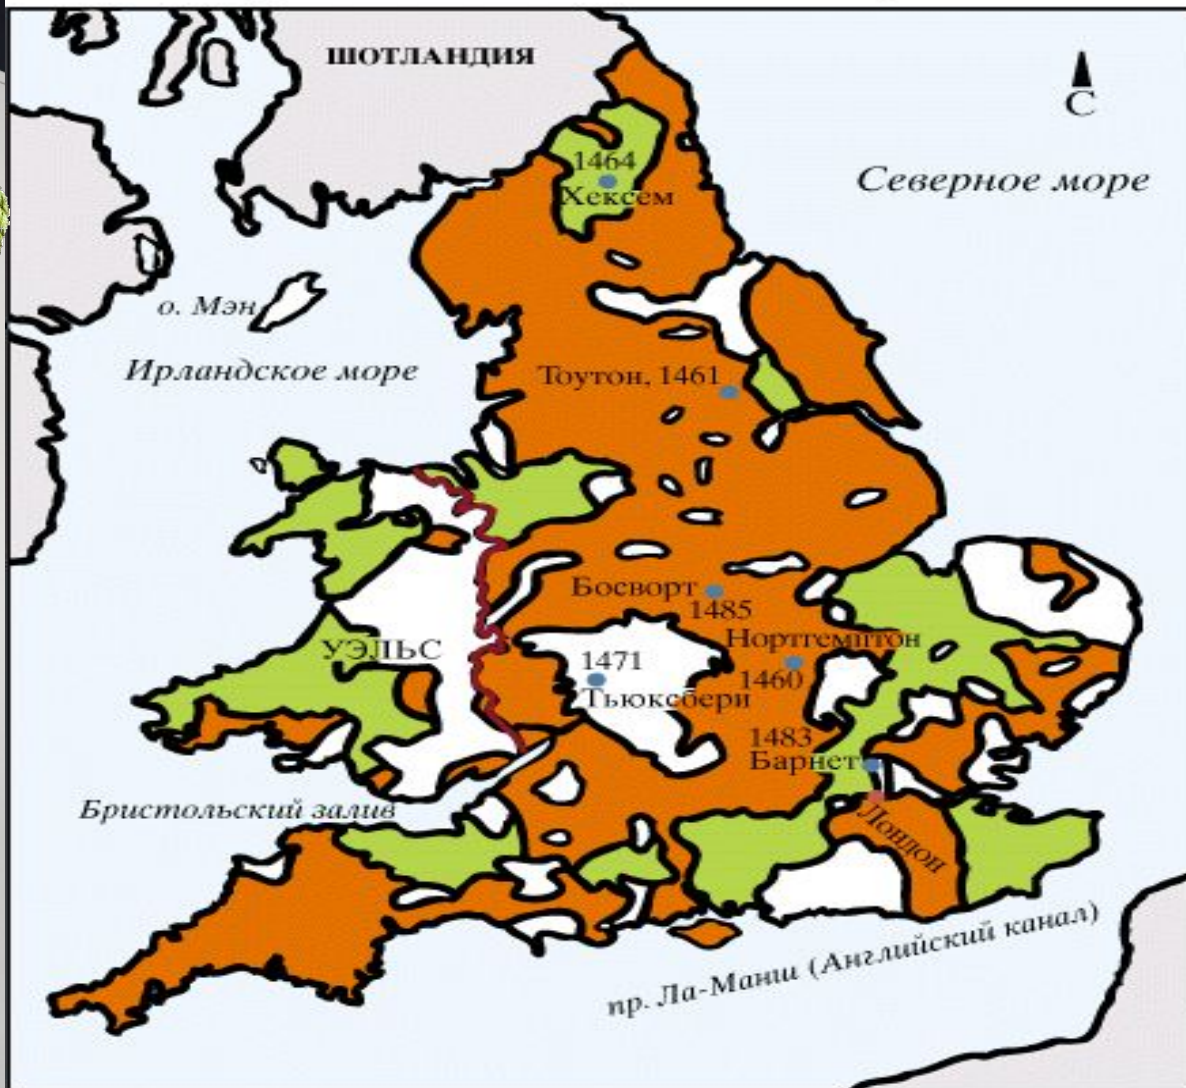 ШОТЛАНДИЯ
С
1464
Хексем
Северное море
о. Мэн
Ирландское море
Тоутон, 1461
Босворт
1485
Нортгемптон
1460
УЭЛЬС
1471
Тьюксбери
1483
Барнет
Бристольский залив
Лондон
пр. Ла-Манш (Английский канал)